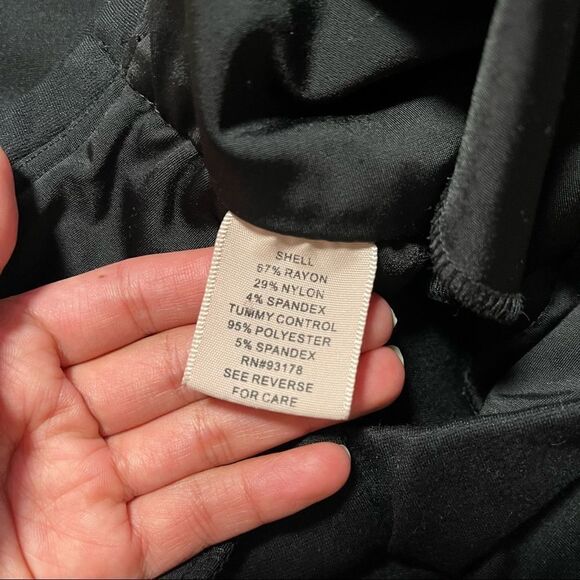 SHELL
67% RAYON
29% NYLON
4% SPANDEX
TUMMY CONTROL
95% POLYESTER
5% SPANDEX
RN#93178
SEE REVERSE
FOR CARE